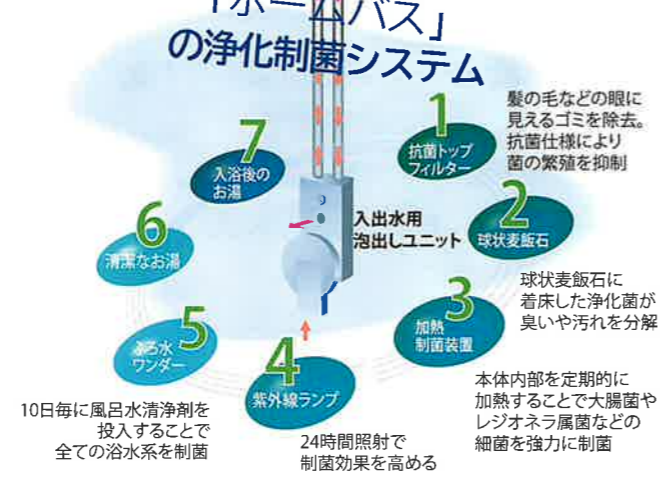 「ホームバス」
の浄化制菌システム
1
抗菌トップ
フィルター
髪の毛などの眼に
見えるゴミを除去。
抗菌仕様により
菌の繁殖を抑制
2
球状麦飯石
球状麦飯石に
着床した浄化菌が
臭いや汚れを分解
3
加熱
制菌装置
本体内部を定期的に
加熱することで大腸菌や
レジオネラ属菌などの
細菌を強力に制菌
4
紫外線ランプ
24時間照射で
制菌効果を高める
5
ふろ水
ワンダー
10日毎に風呂水清浄剤を
投入することで
全ての浴水系を制菌
6
清潔なお湯
7
入浴後の
お湯
入出水用
泡出しユニット